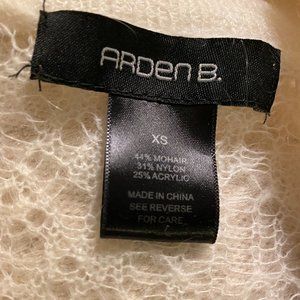 ARDEN B.
XS
44% MOHAIR
31% NYLON
25% ACRYLIC
MADE IN CHINA
SEE REVERSE
FOR CARE